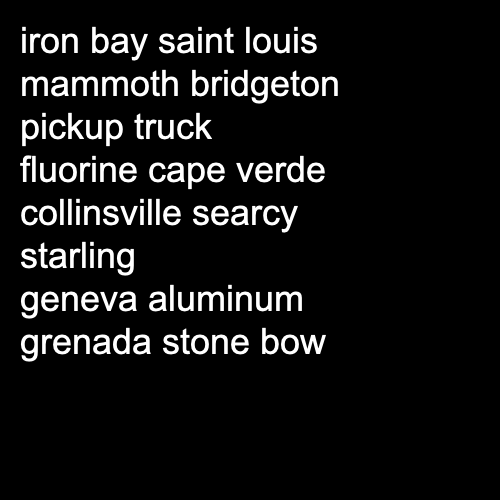 iron bay saint louis
mammoth bridgeton
pickup truck
fluorine cape verde
collinsville searcy
starling
geneva aluminum
grenada stone bow